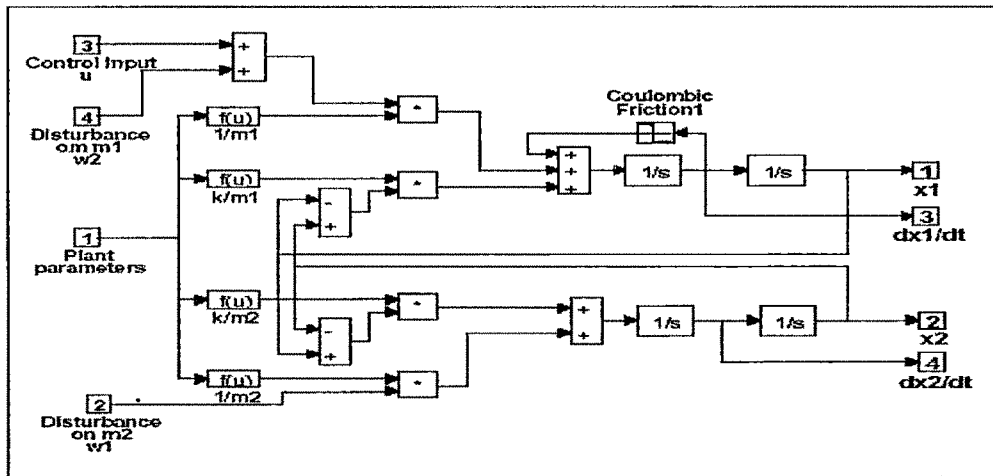 3
Control Input
u
+
+
4
Disturbance
om m1
w2
f(u)
1/m1
*
Coulombic
Friction1
+
+
+
1/s
1/s
1
x1
f(u)
k/m1
*
-
+
3
dx1/dt
1
Plant
parameters
f(u)
k/m2
*
-
+
+
+
1/s
1/s
2
x2
4
dx2/dt
f(u)
1/m2
*
2
Disturbance
on m2
w1